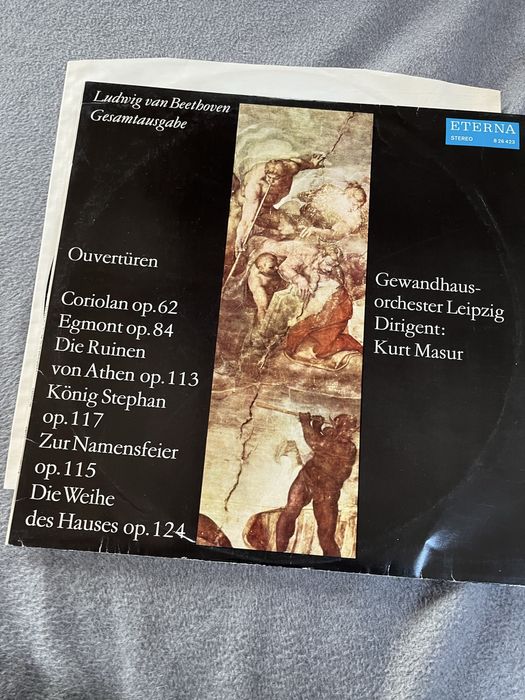 Ludwig van Beethoven
Gesamtausgabe
ETERNA
STEREO 8 26 423
Ouvertüren
Coriolan op.62
Egmont op.84
Die Ruinen
von Athen op.113
König Stephan
op.117
Zur Namensfeier
op.115
Die Weihe
des Hauses op.124
Gewandhaus-
orchester Leipzig
Dirigent:
Kurt Masur